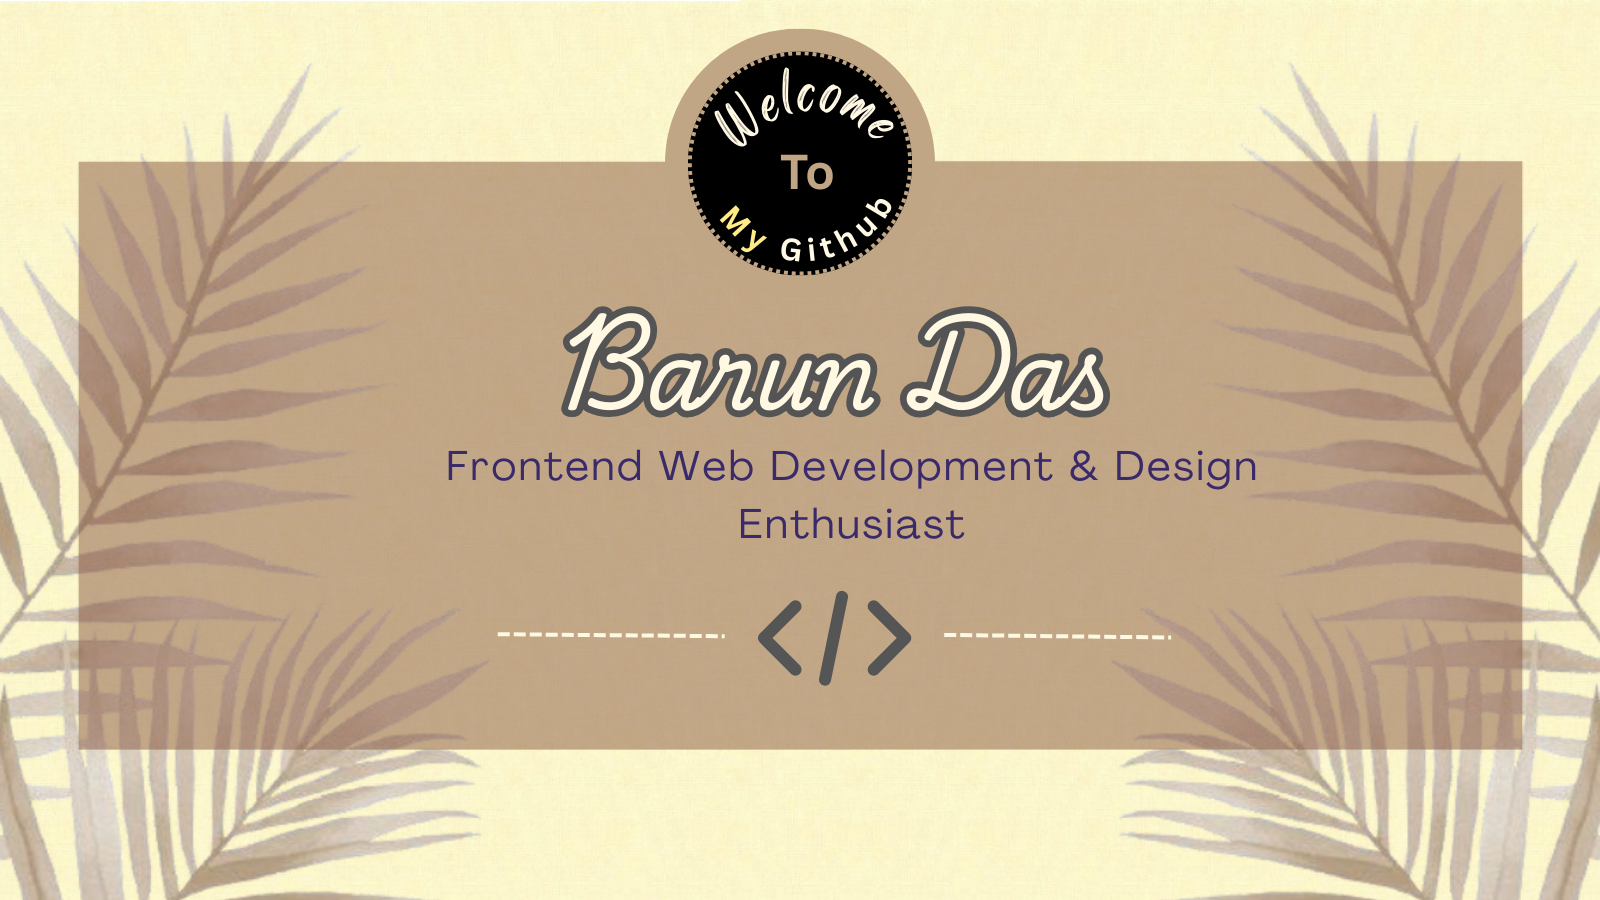 Welcome
To
My Github
Barun Das
Frontend Web Development & Design
Enthusiast
</>